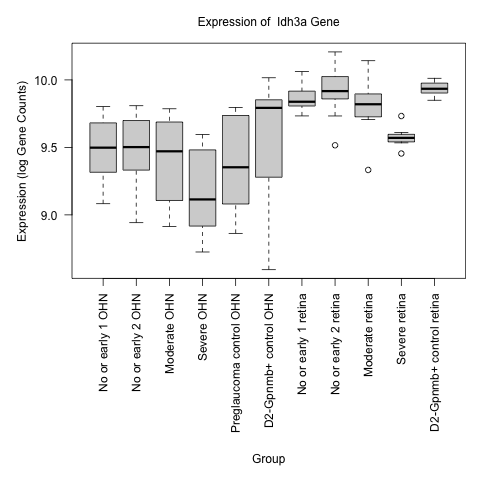 Expression of Idh3a Gene
Expression (log Gene Counts)
10.0
9.5
9.0
No or early 1 OHN
No or early 2 OHN
Moderate OHN
Severe OHN
Preglaucoma control OHN
D2-Gpnmb+ control OHN
No or early 1 retina
No or early 2 retina
Moderate retina
Severe retina
D2-Gpnmb+ control retina
Group